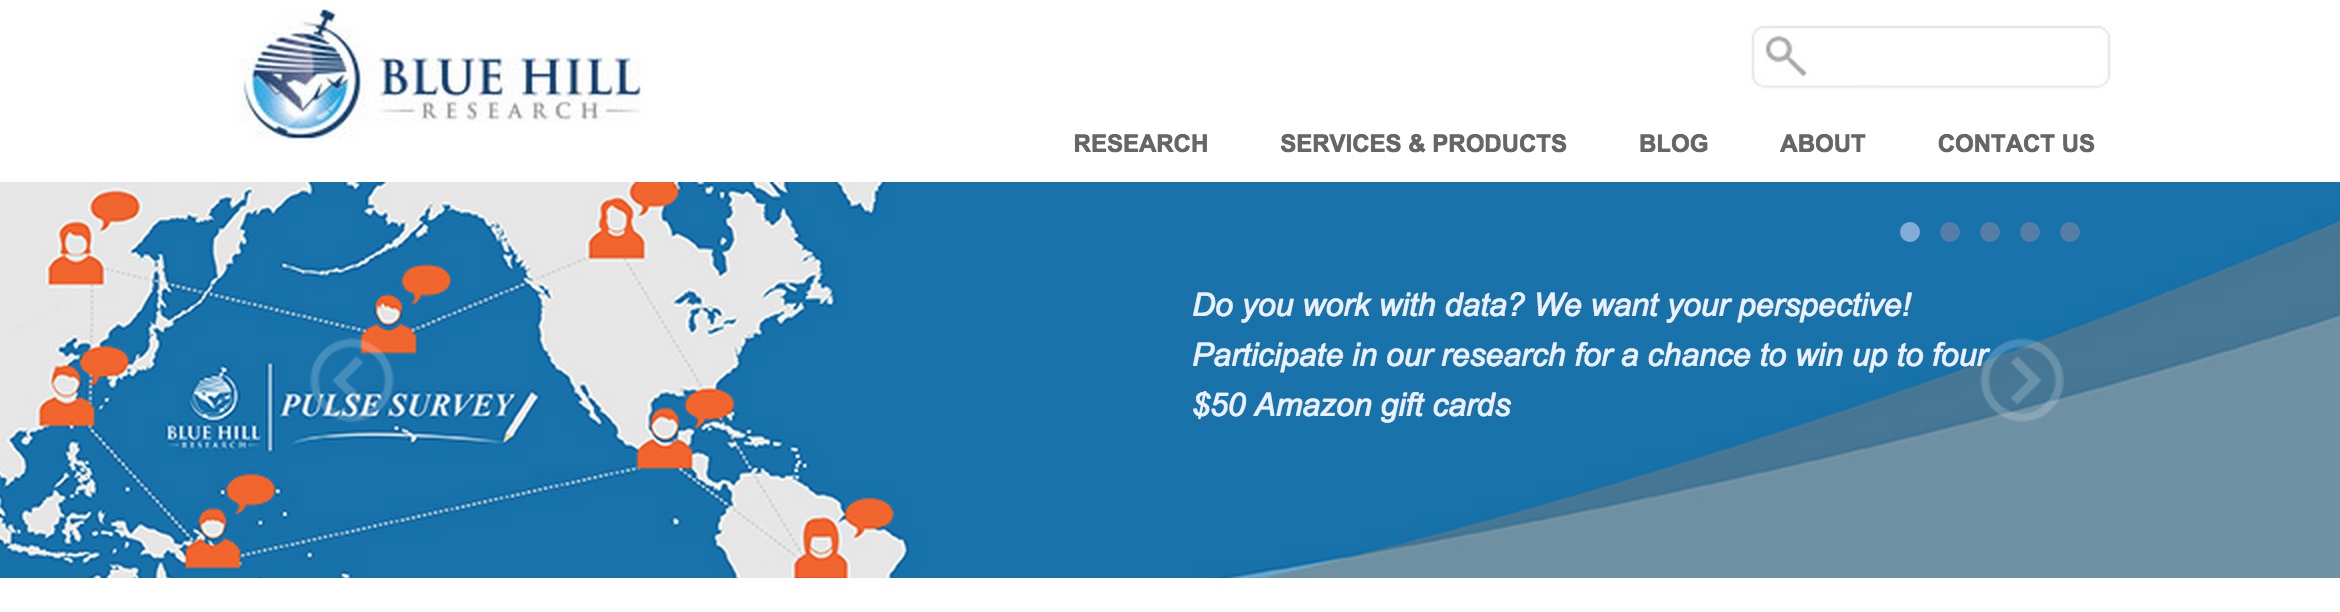 BLUE HILL
RESEARCH
RESEARCH SERVICES & PRODUCTS BLOG ABOUT CONTACT US
Do you work with data? We want your perspective!
Participate in our research for a chance to win up to four
$50 Amazon gift cards
BLUE HILL
RESEARCH
PULSE SURVEY